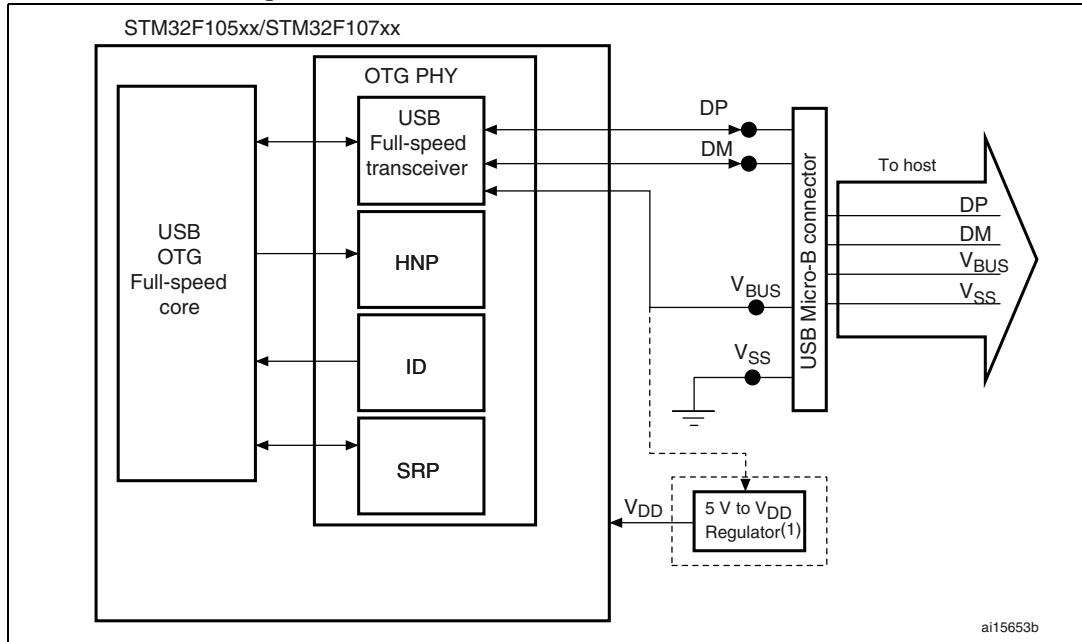 STM32F105xx/STM32F107xx
OTG PHY
USB
Full-speed
transceiver
HNP
ID
SRP
USB
OTG
Full-speed
core
DP
DM
VBUS
VSS
USB Micro-B connector
To host
DP
DM
VBUS
VSS
VDD
5 V to VDD
Regulator(1)
ai15653b